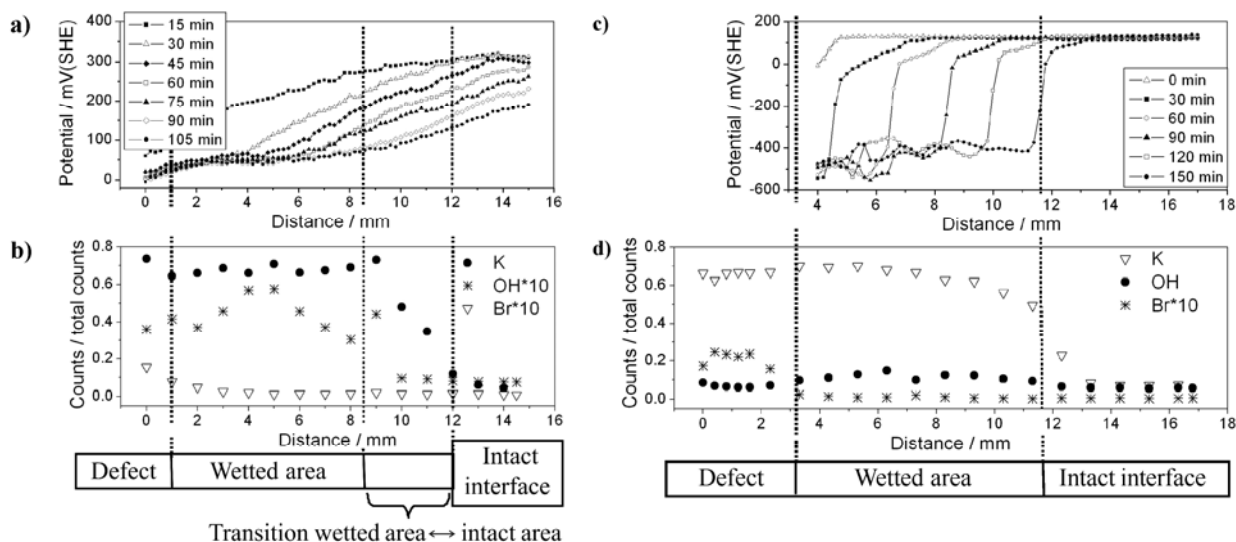 a)
Potential / mV(SHE)
400
300
200
100
0
15 min
30 min
45 min
60 min
75 min
90 min
105 min
0 2 4 6 8 10 12 14 16
Distance / mm
b)
Counts / total counts
0.8
0.6
0.4
0.2
0.0
K
OH*10
Br*10
0 2 4 6 8 10 12 14 16
Distance / mm
Defect
Wetted area
Intact
interface
Transition wetted area↔intact area
c)
Potential / mV(SHE)
200
0
-200
-400
-600
0 min
30 min
60 min
90 min
120 min
150 min
4 6 8 10 12 14 16 18
Distance / mm
d)
Counts / total counts
0.8
0.6
0.4
0.2
0.0
K
OH
Br*10
0 2 4 6 8 10 12 14 16
Distance / mm
Defect
Wetted area
Intact interface